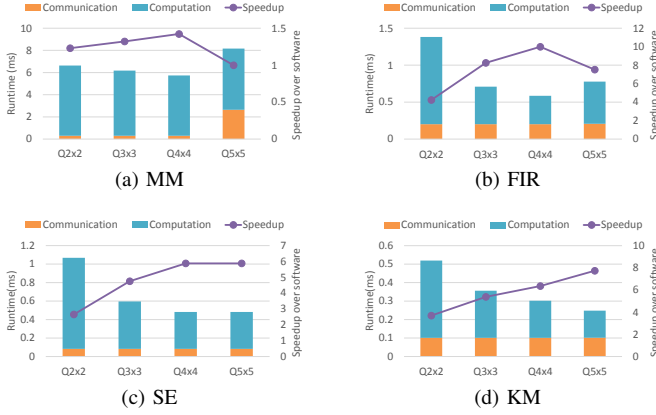 Communication Computation Speedup
Runtime(ms)
10
8
6
4
2
0
1.5
1
0.5
0
Speedup over software
Q2x2 Q3x3 Q4x4 Q5x5
(a) MM
Communication Computation Speedup
Runtime(ms)
1.5
1
0.5
0
12
10
8
6
4
2
0
Speedup over software
Q2x2 Q3x3 Q4x4 Q5x5
(b) FIR
Communication Computation Speedup
Runtime(ms)
1.2
1
0.8
0.6
0.4
0.2
0
7
6
5
4
3
2
1
0
Speedup over software
Q2x2 Q3x3 Q4x4 Q5x5
(c) SE
Communication Computation Speedup
Runtime(ms)
0.6
0.5
0.4
0.3
0.2
0.1
0
10
8
6
4
2
0
Speedup over software
Q2x2 Q3x3 Q4x4 Q5x5
(d) KM